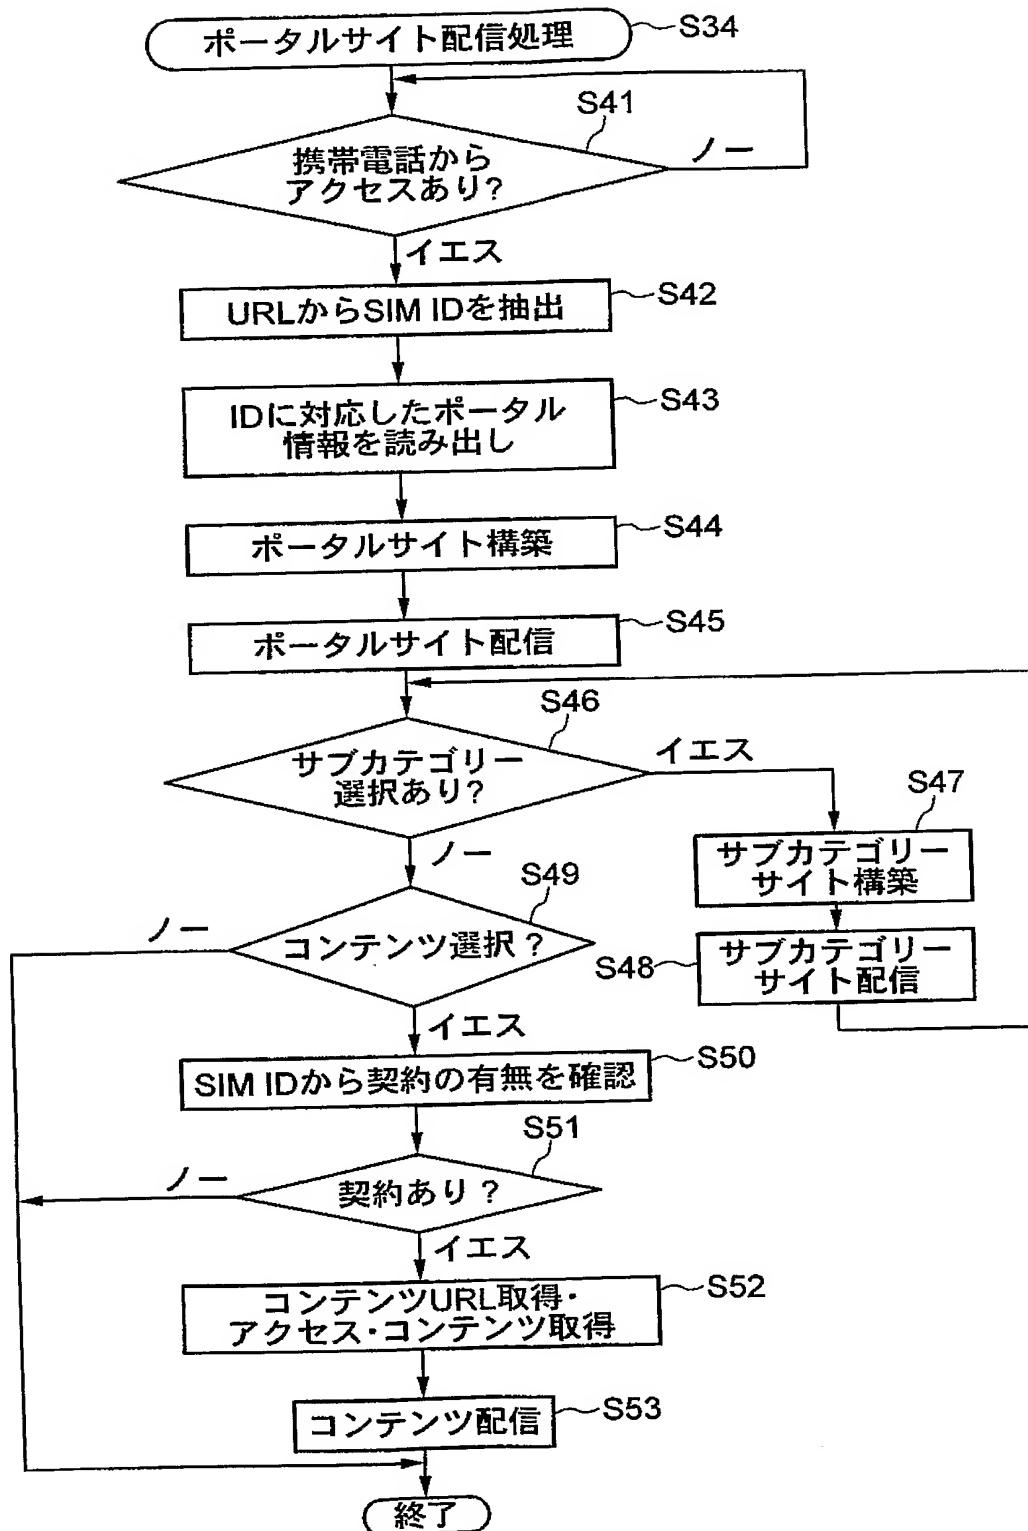 ポータルサイト配信処理
S34
S41
携帯電話から
アクセスあり?
ノー
イエス
URLからSIM IDを抽出
S42
IDに対応したポータル
情報を読み出し
S43
ポータルサイト構築
S44
ポータルサイト配信
S45
S46
サブカテゴリー
選択あり?
イエス
S47
サブカテゴリー
サイト構築
ノー
S49
コンテンツ選択?
ノー
S48
サブカテゴリー
サイト配信
イエス
SIM IDから契約の有無を確認
S50
S51
契約あり?
ノー
イエス
コンテンツURL取得・
アクセス・コンテンツ取得
S52
コンテンツ配信
S53
終了